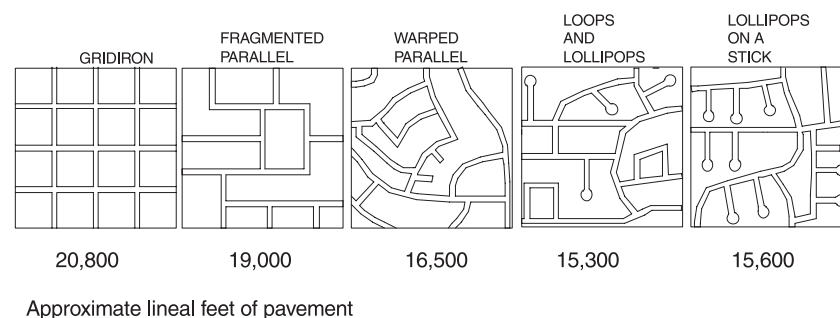 GRIDIRON
FRAGMENTED
PARALLEL
WARPED
PARALLEL
LOOPS
AND
LOLLIPOPS
LOLLIPOPS
ON A
STICK
20,800
19,000
16,500
15,300
15,600
Approximate lineal feet of pavement